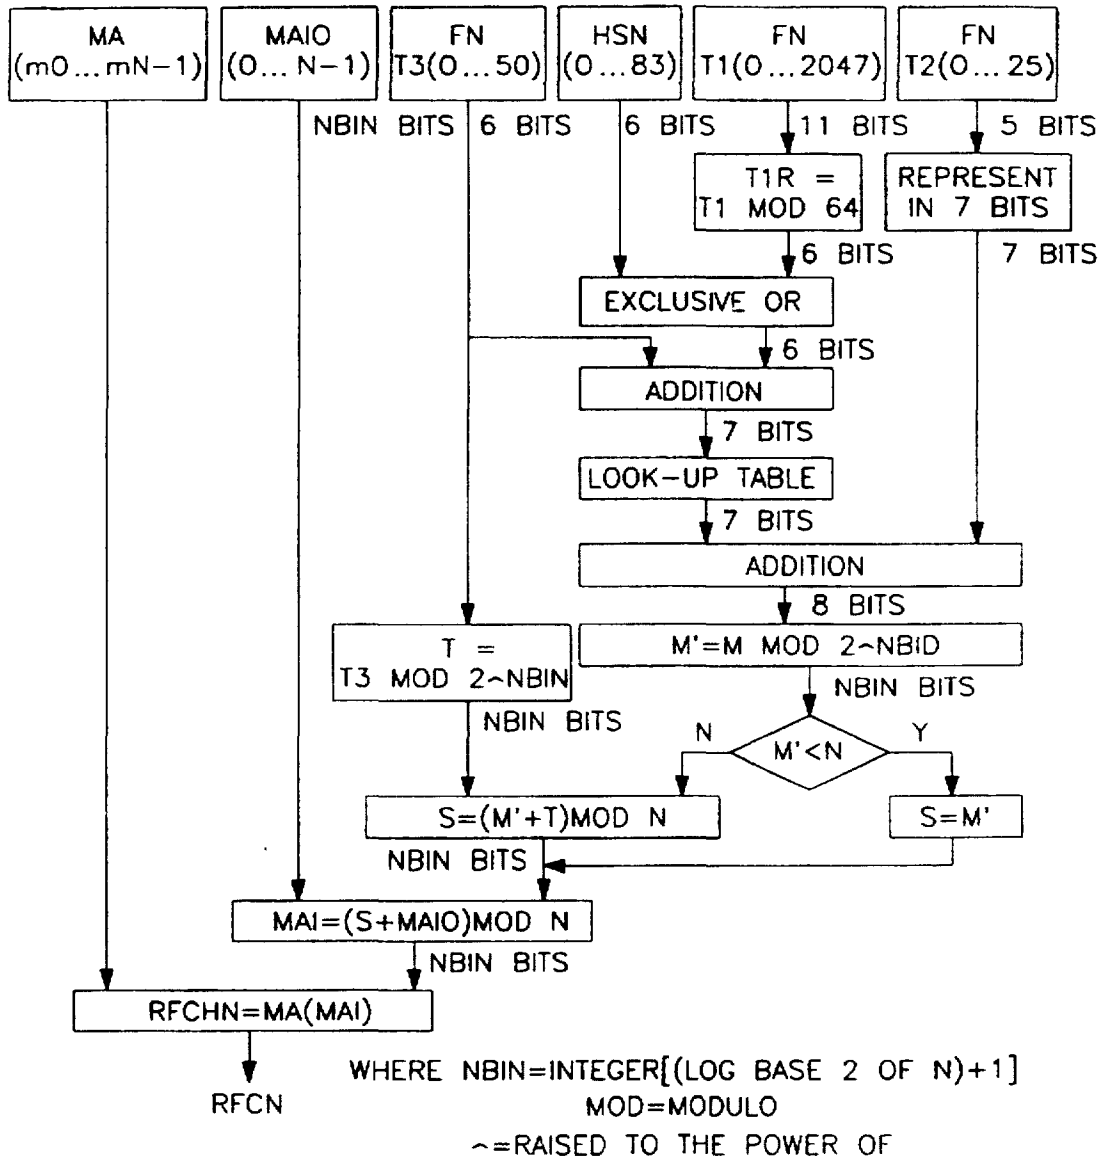 MA
(m0...mN-1)
MAIO
(0... N-1)
FN
T3(0...50)
HSN
(0...83)
FN
T1(0...2047)
FN
T2(0...25)
NBIN BITS
6 BITS
6 BITS
11 BITS
5 BITS
T1R =
T1 MOD 64
REPRESENT
IN 7 BITS
6 BITS
7 BITS
EXCLUSIVE OR
6 BITS
ADDITION
7 BITS
LOOK-UP TABLE
7 BITS
ADDITION
8 BITS
T =
T3 MOD 2~NBIN
M'=M MOD 2~NBID
NBIN BITS
NBIN BITS
N
M'<N
Y
S=(M'+T)MOD N
S=M'
NBIN BITS
MAI=(S+MAIO)MOD N
NBIN BITS
RFCHN=MA(MAI)
RFCN
WHERE NBIN=INTEGER[(LOG BASE 2 OF N)+1]
MOD=MODULO
~=RAISED TO THE POWER OF